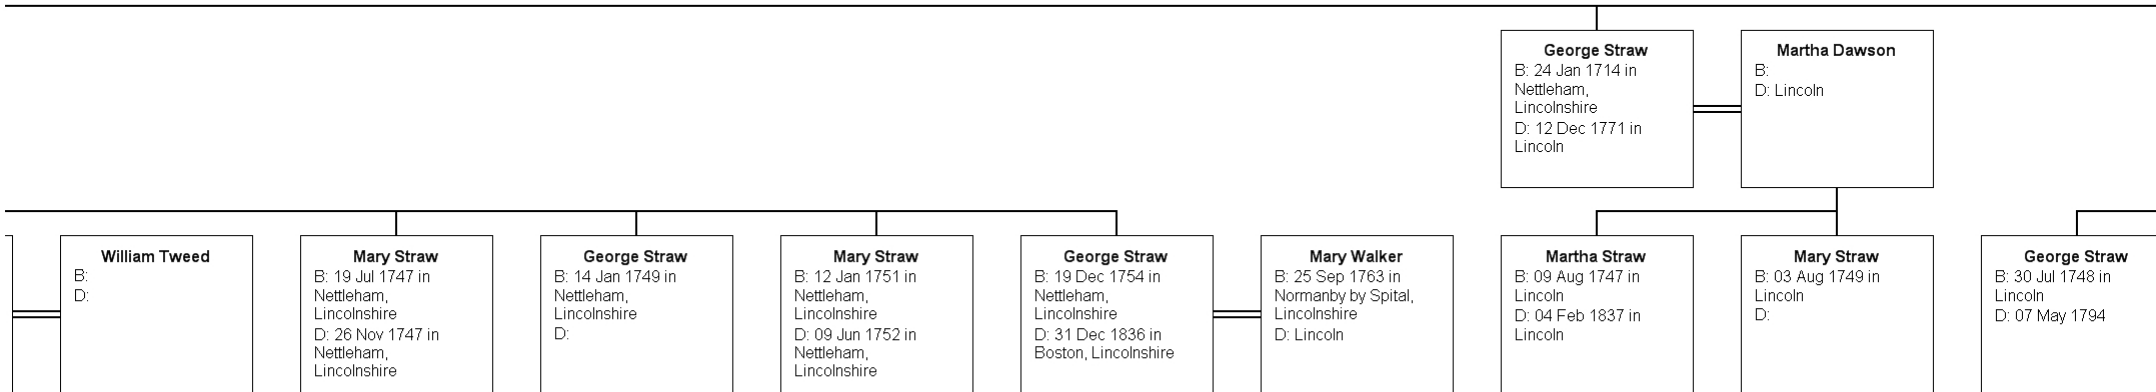 George Straw
B: 24 Jan 1714 in
Nettleham,
Lincolnshire
D: 12 Dec 1771 in
Lincoln
Martha Dawson
B:
D: Lincoln
William Tweed
B:
D:
Mary Straw
B: 19 Jul 1747 in
Nettleham,
Lincolnshire
D: 26 Nov 1747 in
Nettleham,
Lincolnshire
George Straw
B: 14 Jan 1749 in
Nettleham,
Lincolnshire
D:
Mary Straw
B: 12 Jan 1751 in
Nettleham,
Lincolnshire
D: 09 Jun 1752 in
Nettleham,
Lincolnshire
George Straw
B: 19 Dec 1754 in
Nettleham,
Lincolnshire
D: 31 Dec 1836 in
Boston, Lincolnshire
Mary Walker
B: 25 Sep 1763 in
Normanby by Spital,
Lincolnshire
D: Lincoln
Martha Straw
B: 09 Aug 1747 in
Lincoln
D: 04 Feb 1837 in
Lincoln
Mary Straw
B: 03 Aug 1749 in
Lincoln
D:
George Straw
B: 30 Jul 1748 in
Lincoln
D: 07 May 1794